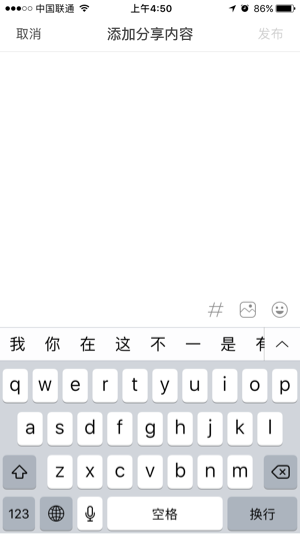 中国联通 上午4:50 86%
取消 添加分享内容 发布
#
我 你 在 这 不 一 是 有
q w e r t y u i o p
a s d f g h j k l
z x c v b n m
123 空格 换行